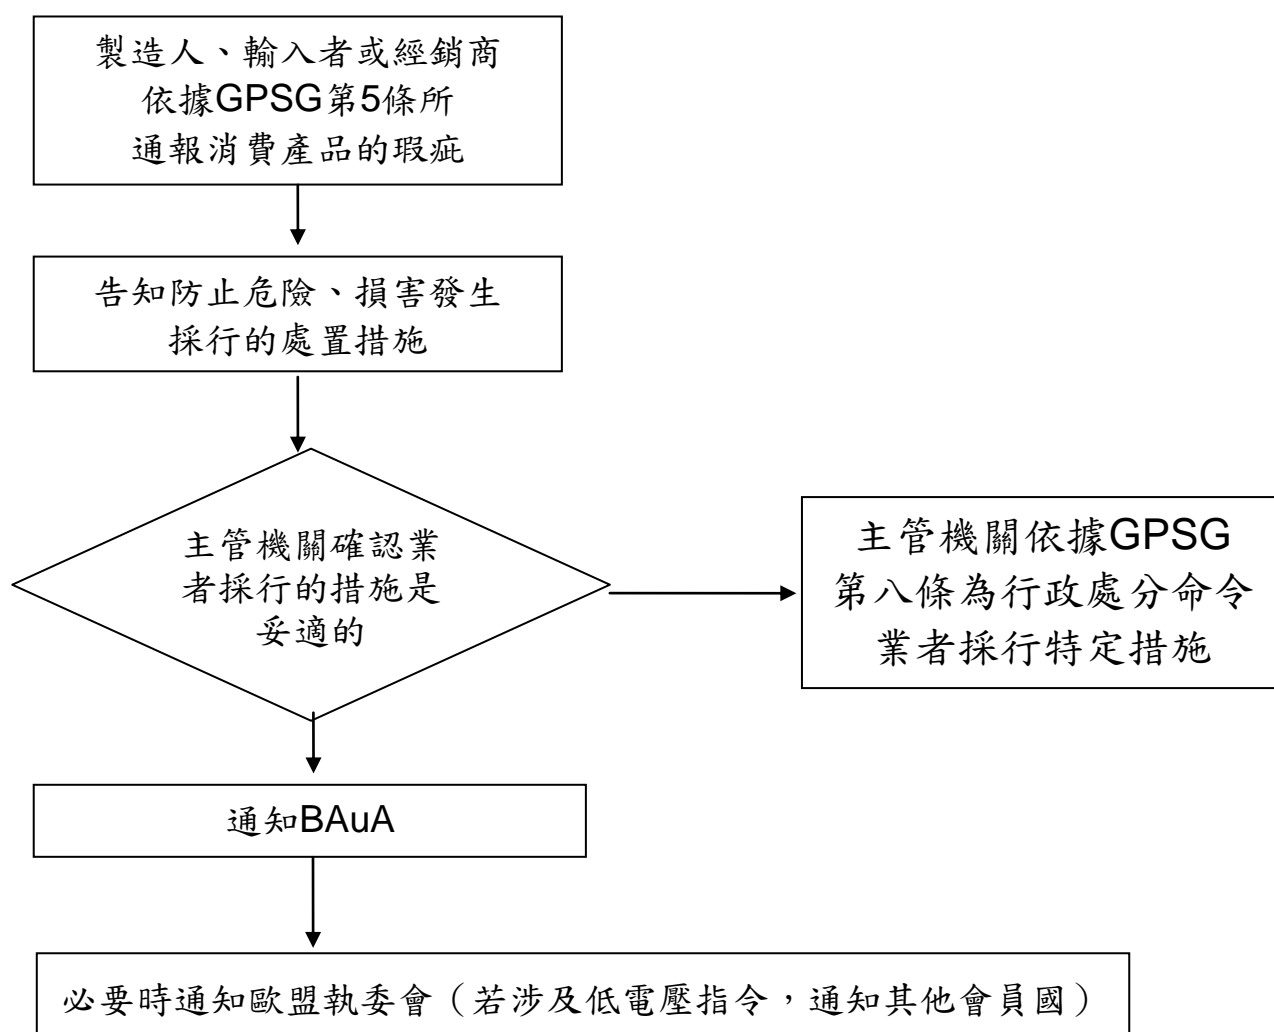 製造人、輸入者或經銷商
依據GPSG第5條所
通報消費產品的瑕疵
告知防止危險、損害發生
採行的處置措施
主管機關確認業
者採行的措施是
妥適的
主管機關依據GPSG
第八條為行政處分命令
業者採行特定措施
通知BAuA
必要時通知歐盟執委會（若涉及低電壓指令，通知其他會員國）